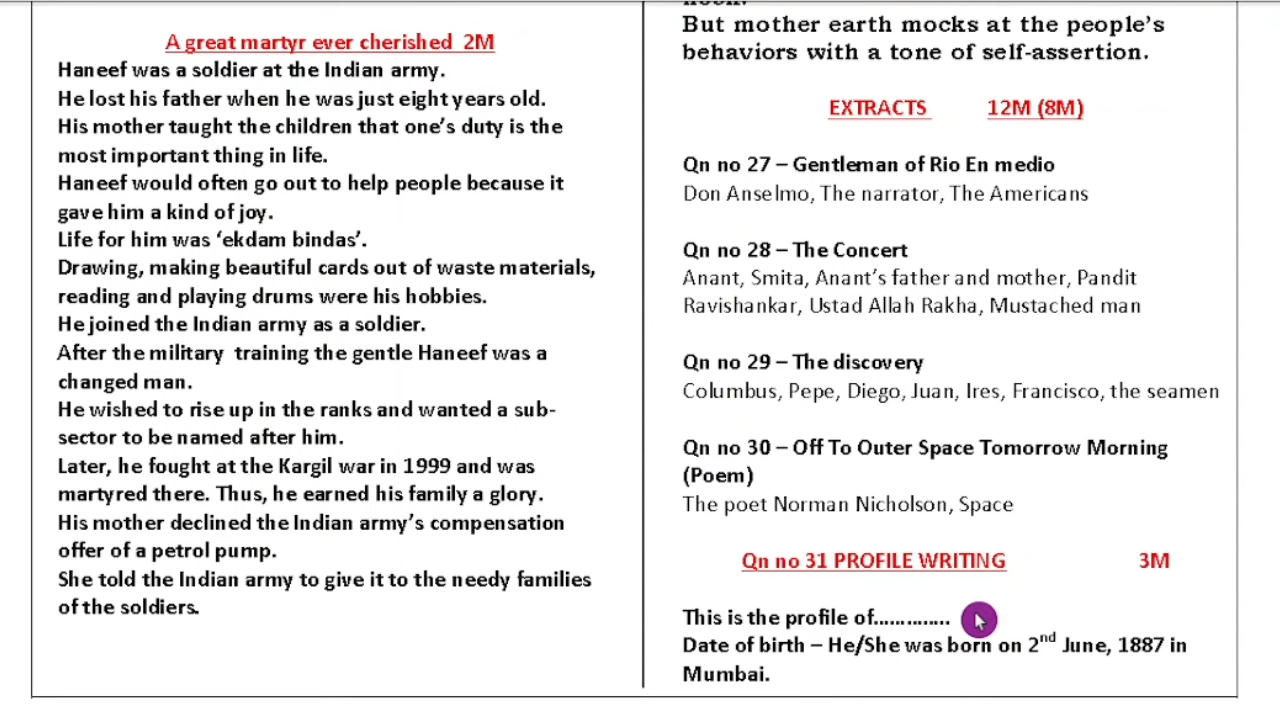 A great martyr ever cherished 2M
Haneef was a soldier at the Indian army.
He lost his father when he was just eight years old.
His mother taught the children that one's duty is the
most important thing in life.
Haneef would often go out to help people because it
gave him a kind of joy.
Life for him was ‘ekdam bindas’.
Drawing, making beautiful cards out of waste materials,
reading and playing drums were his hobbies.
He joined the Indian army as a soldier.
After the military training the gentle Haneef was a
changed man.
He wished to rise up in the ranks and wanted a sub-
sector to be named after him.
Later, he fought at the Kargil war in 1999 and was
martyred there. Thus, he earned his family a glory.
His mother declined the Indian army's compensation
offer of a petrol pump.
She told the Indian army to give it to the needy families
of the soldiers.
But mother earth mocks at the people's
behaviors with a tone of self-assertion.
EXTRACTS 12M (8M)
Qn no 27 – Gentleman of Rio En medio
Don Anselmo, The narrator, The Americans
Qn no 28 – The Concert
Anant, Smita, Anant's father and mother, Pandit
Ravishankar, Ustad Allah Rakha, Mustached man
Qn no 29 – The discovery
Columbus, Pepe, Diego, Juan, Ires, Francisco, the seamen
Qn no 30 – Off To Outer Space Tomorrow Morning
(Poem)
The poet Norman Nicholson, Space
Qn no 31 PROFILE WRITING 3M
This is the profile of..............
Date of birth – He/She was born on 2nd June, 1887 in
Mumbai.